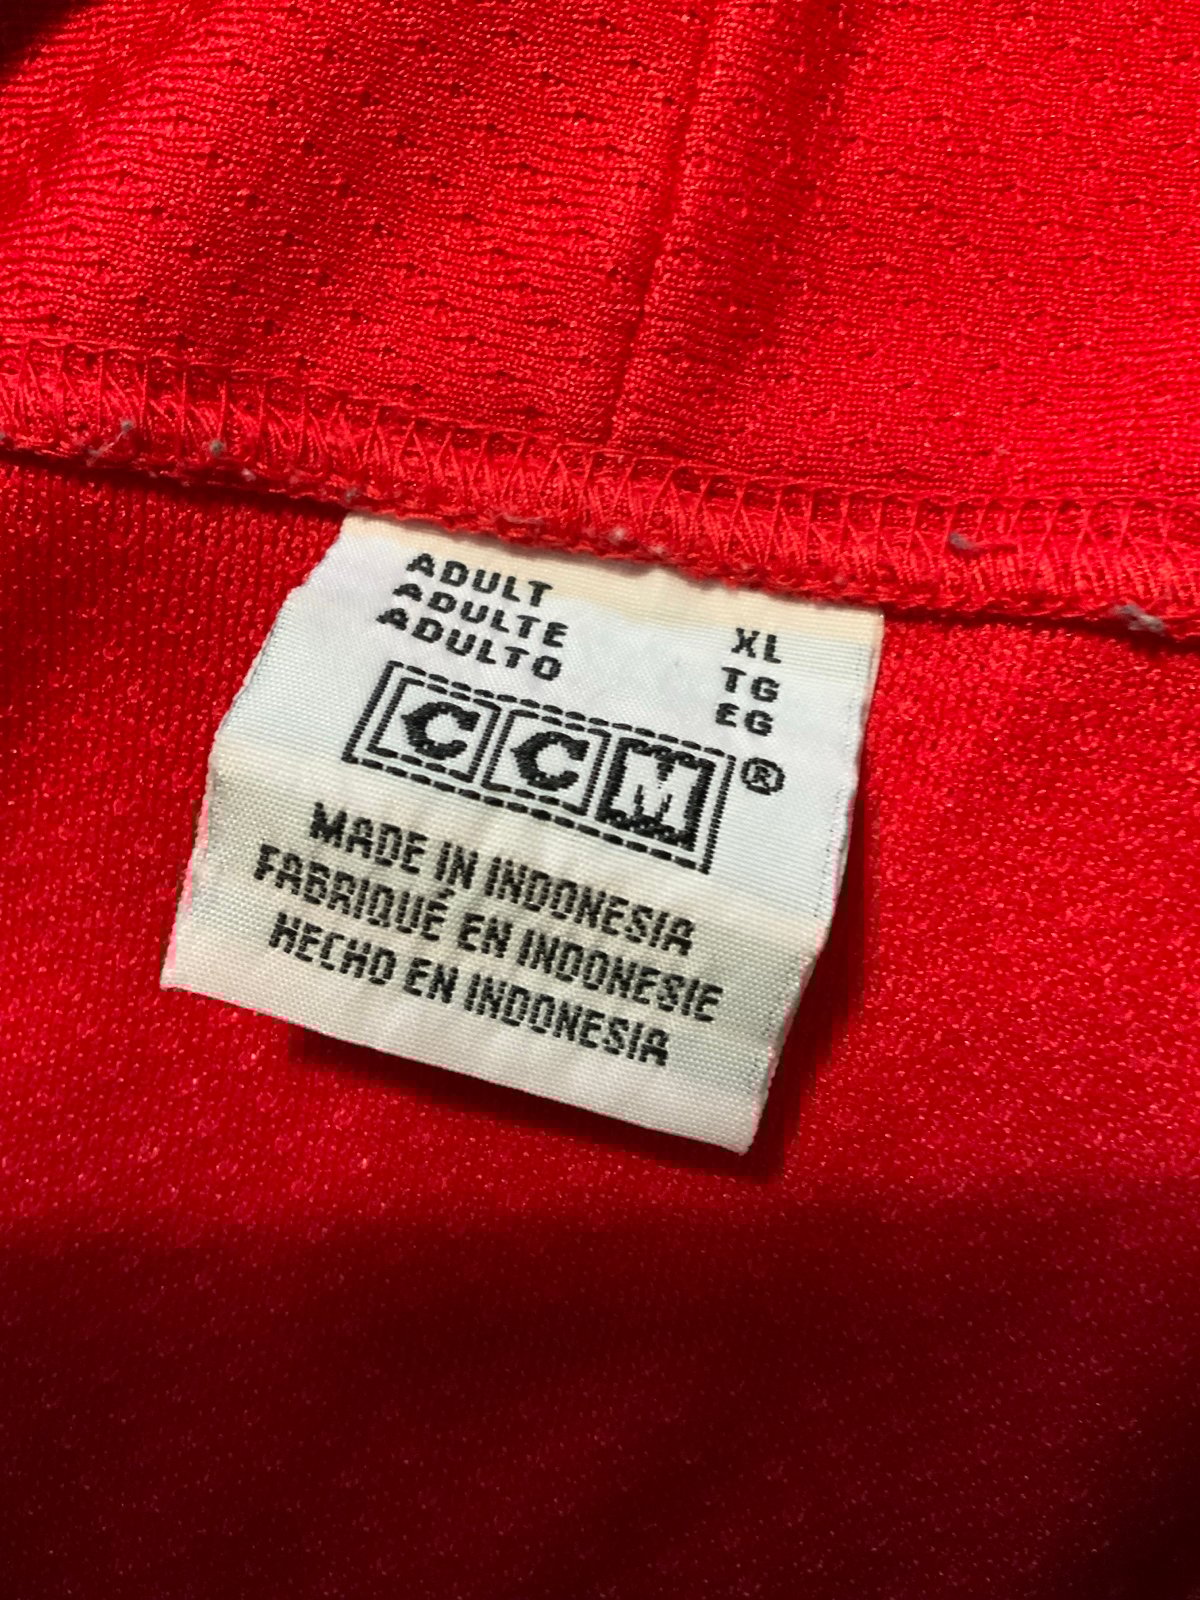 ADULT XL
ADULTE TG
ADULTO EG
CCM®
MADE IN INDONESIA
FABRIQUÉ EN INDONESIE
HECHO EN INDONESIA